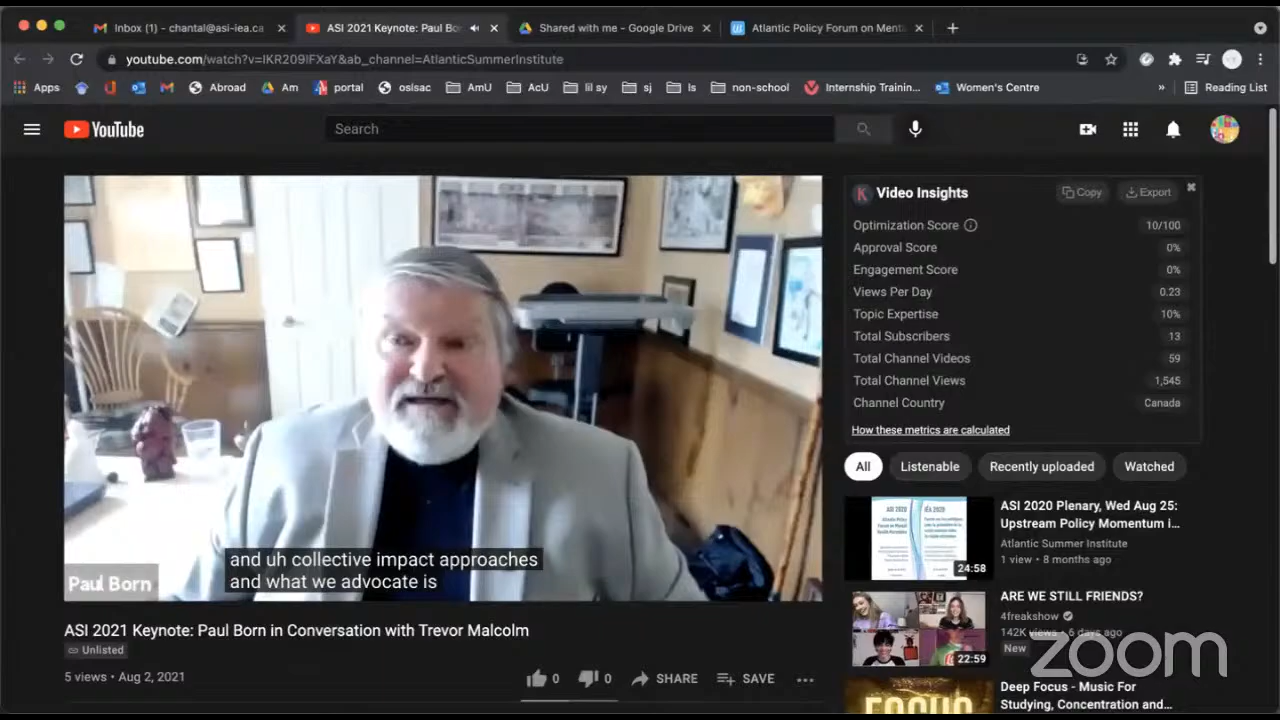 Inbox (1) - chantal@asi-iea.ca
ASI 2021 Keynote: Paul Bor
Shared with me - Google Drive
Atlantic Policy Forum on Menta
youtube.com/watch?v=IKR209IFXaY&ab_channel=AtlanticSummerInstitute
Apps
Abroad
Am
portal
osisac
AmU
AcU
lil sy
sj
ls
non-school
Internship Training...
Women's Centre
»
Reading List
YouTube
Search
Paul Born
and uh collective impact approaches
and what we advocate is
ASI 2021 Keynote: Paul Born in Conversation with Trevor Malcolm
Unlisted
5 views • Aug 2, 2021
0
0
SHARE
SAVE
K Video Insights
Copy
Export
Optimization Score 10/100
Approval Score 0%
Engagement Score 0%
Views Per Day 0.23
Topic Expertise 10%
Total Subscribers 13
Total Channel Videos 59
Total Channel Views 1,545
Channel Country Canada
How these metrics are calculated
All
Listenable
Recently uploaded
Watched
ASI 2020
IÉA 2020
24:58
ASI 2020 Plenary, Wed Aug 25:
Upstream Policy Momentum i...
Atlantic Summer Institute
1 view • 8 months ago
22:59
ARE WE STILL FRIENDS?
4freakshow
142K views • 6 days ago
New
FOCUS
Deep Focus - Music For
Studying, Concentration and...
zoom